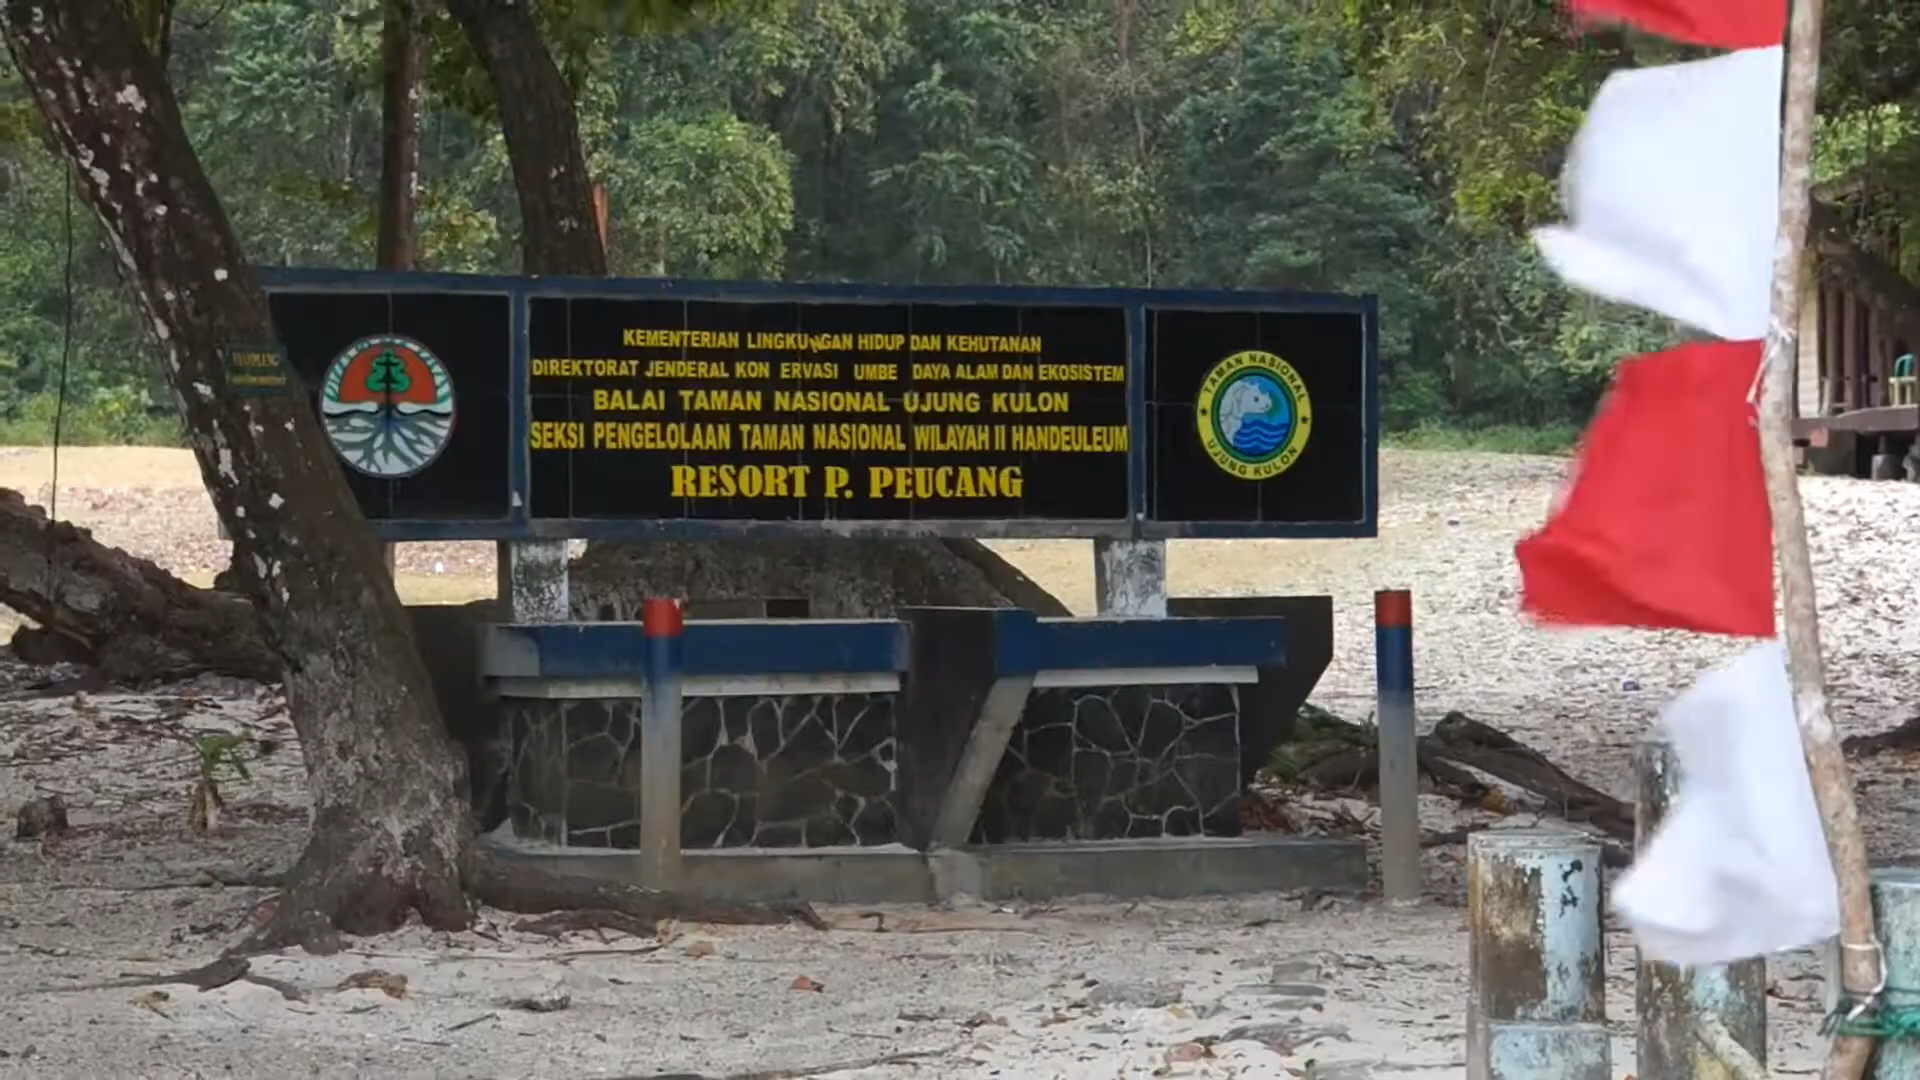 KEMENTERIAN LINGKUNGAN HIDUP DAN KEHUTANAN
DIREKTORAT JENDERAL KON ERVASI UMBE DAYA ALAM DAN EKOSISTEM
BALAI TAMAN NASIONAL UJUNG KULON
SEKSI PENGELOLAAN TAMAN NASIONAL WILAYAH II HANDEULEUM
RESORT P. PEUCANG
TAMAN NASIONAL
UJUNG KULON